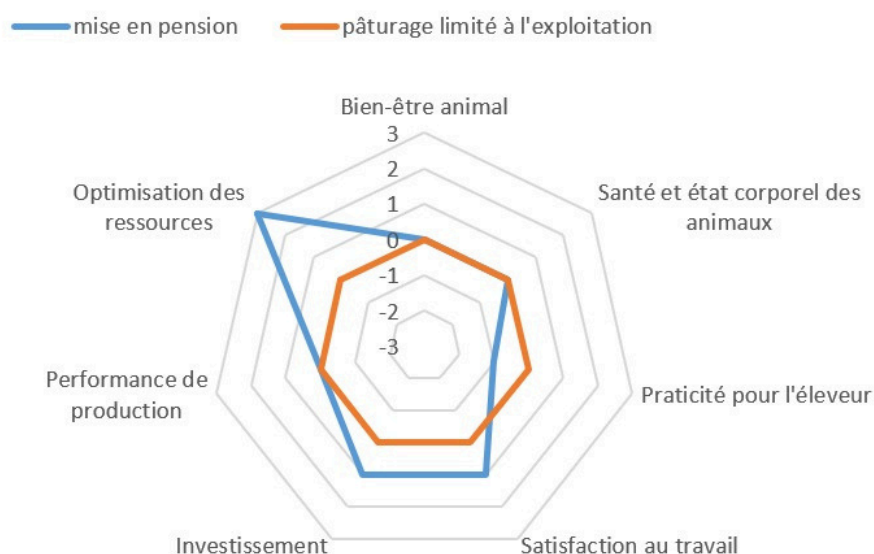 mise en pension
pâturage limité à l'exploitation
Bien-être animal
3
2
1
0
-1
-2
-3
Optimisation des
ressources
Santé et état corporel des
animaux
Performance de
production
Praticité pour l'éleveur
Investissement
Satisfaction au travail